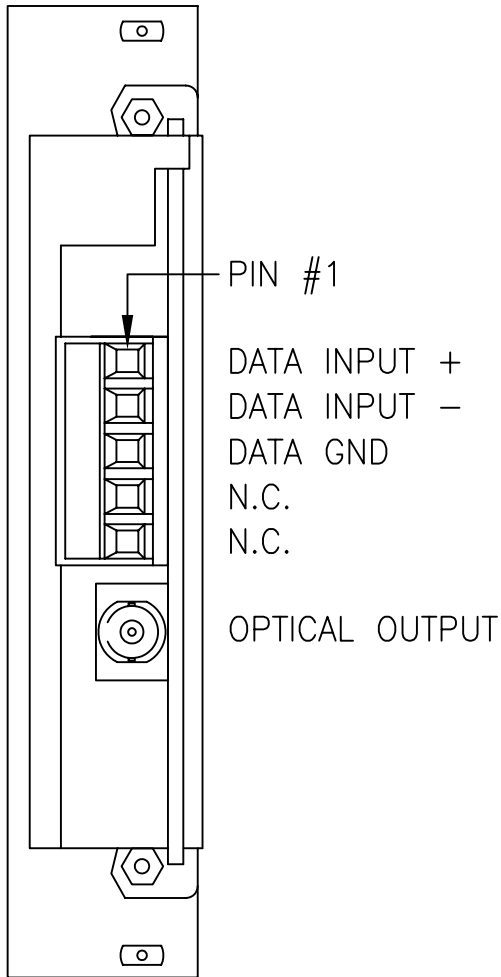 PIN #1
DATA INPUT +
DATA INPUT –
DATA GND
N.C.
N.C.
OPTICAL OUTPUT